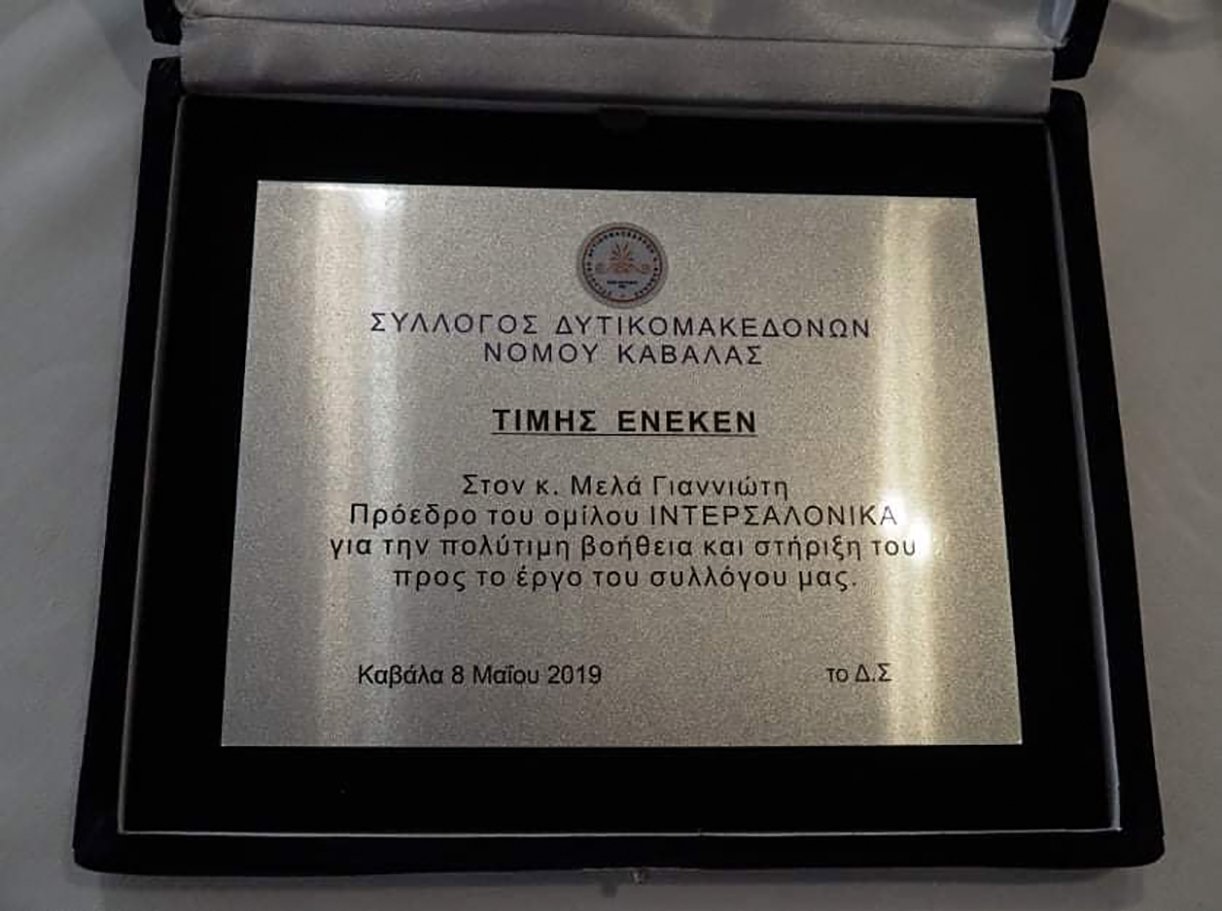 ΣΥΛΛΟΓΟΣ ΔΥΤΙΚΟΜΑΚΕΔΟΝΩΝ
ΝΟΜΟΥ ΚΑΒΑΛΑΣ
ΤΙΜΗΣ ΕΝΕΚΕΝ
Στον κ. Μελά Γιαννιώτη
Πρόεδρο του ομίλου ΙΝΤΕΡΣΑΛΟΝΙΚΑ
για την πολύτιμη βοήθεια και στήριξη του
προς το έργο του συλλόγου μας.
Καβάλα 8 Μαΐου 2019 το Δ.Σ